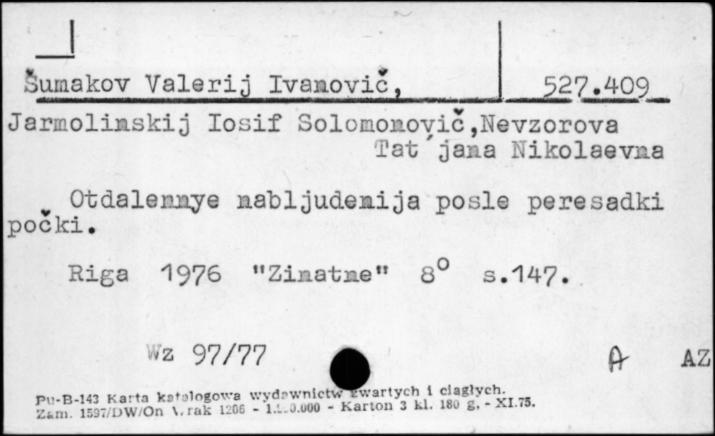 Šumakov Valerij Ivanovič, 527.409
Jarmolinskij Iosif Solomonovič,Nevzorova
Tat´jana Nikolaevna
Otdalennye nabljudenija posle peresadki
počki.
Riga 1976 "Zinatne" 8° s.147.
Wz 97/77 A AZ
Pu-B-143 Karta katalogowa wydawnictw zwartych i ciągłych.
Zam. 1597/DW/On 1206 - Karton 3 kl. 180 g. - XI.75.